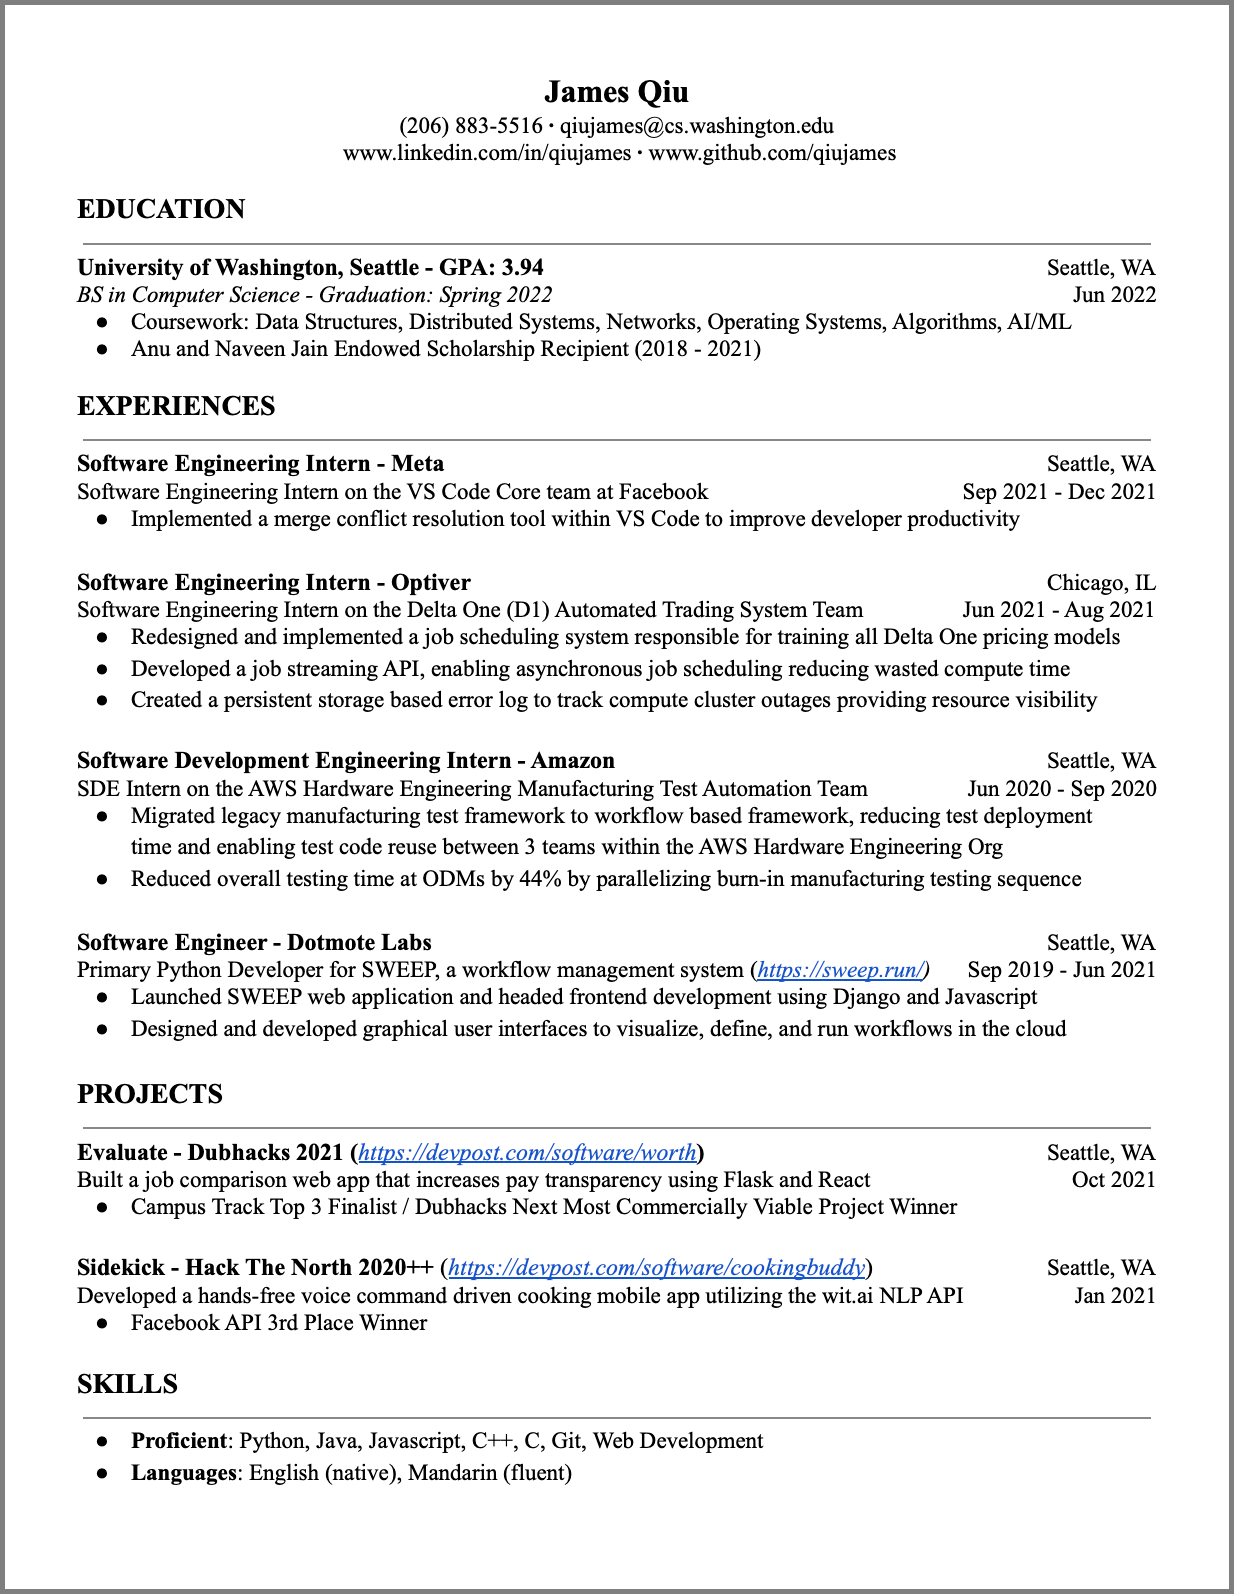 James Qiu
(206) 883-5516 · qiujames@cs.washington.edu
www.linkedin.com/in/qiujames · www.github.com/qiujames
EDUCATION
University of Washington, Seattle - GPA: 3.94 Seattle, WA
BS in Computer Science - Graduation: Spring 2022 Jun 2022
● Coursework: Data Structures, Distributed Systems, Networks, Operating Systems, Algorithms, AI/ML
● Anu and Naveen Jain Endowed Scholarship Recipient (2018 - 2021)
EXPERIENCES
Software Engineering Intern - Meta Seattle, WA
Software Engineering Intern on the VS Code Core team at Facebook Sep 2021 - Dec 2021
● Implemented a merge conflict resolution tool within VS Code to improve developer productivity
Software Engineering Intern - Optiver Chicago, IL
Software Engineering Intern on the Delta One (D1) Automated Trading System Team Jun 2021 - Aug 2021
● Redesigned and implemented a job scheduling system responsible for training all Delta One pricing models
● Developed a job streaming API, enabling asynchronous job scheduling reducing wasted compute time
● Created a persistent storage based error log to track compute cluster outages providing resource visibility
Software Development Engineering Intern - Amazon Seattle, WA
SDE Intern on the AWS Hardware Engineering Manufacturing Test Automation Team Jun 2020 - Sep 2020
● Migrated legacy manufacturing test framework to workflow based framework, reducing test deployment
time and enabling test code reuse between 3 teams within the AWS Hardware Engineering Org
● Reduced overall testing time at ODMs by 44% by parallelizing burn-in manufacturing testing sequence
Software Engineer - Dotmote Labs Seattle, WA
Primary Python Developer for SWEEP, a workflow management system (https://sweep.run/) Sep 2019 - Jun 2021
● Launched SWEEP web application and headed frontend development using Django and Javascript
● Designed and developed graphical user interfaces to visualize, define, and run workflows in the cloud
PROJECTS
Evaluate - Dubhacks 2021 (https://devpost.com/software/worth) Seattle, WA
Built a job comparison web app that increases pay transparency using Flask and React Oct 2021
● Campus Track Top 3 Finalist / Dubhacks Next Most Commercially Viable Project Winner
Sidekick - Hack The North 2020++ (https://devpost.com/software/cookingbuddy) Seattle, WA
Developed a hands-free voice command driven cooking mobile app utilizing the wit.ai NLP API Jan 2021
● Facebook API 3rd Place Winner
SKILLS
● Proficient: Python, Java, Javascript, C++, C, Git, Web Development
● Languages: English (native), Mandarin (fluent)